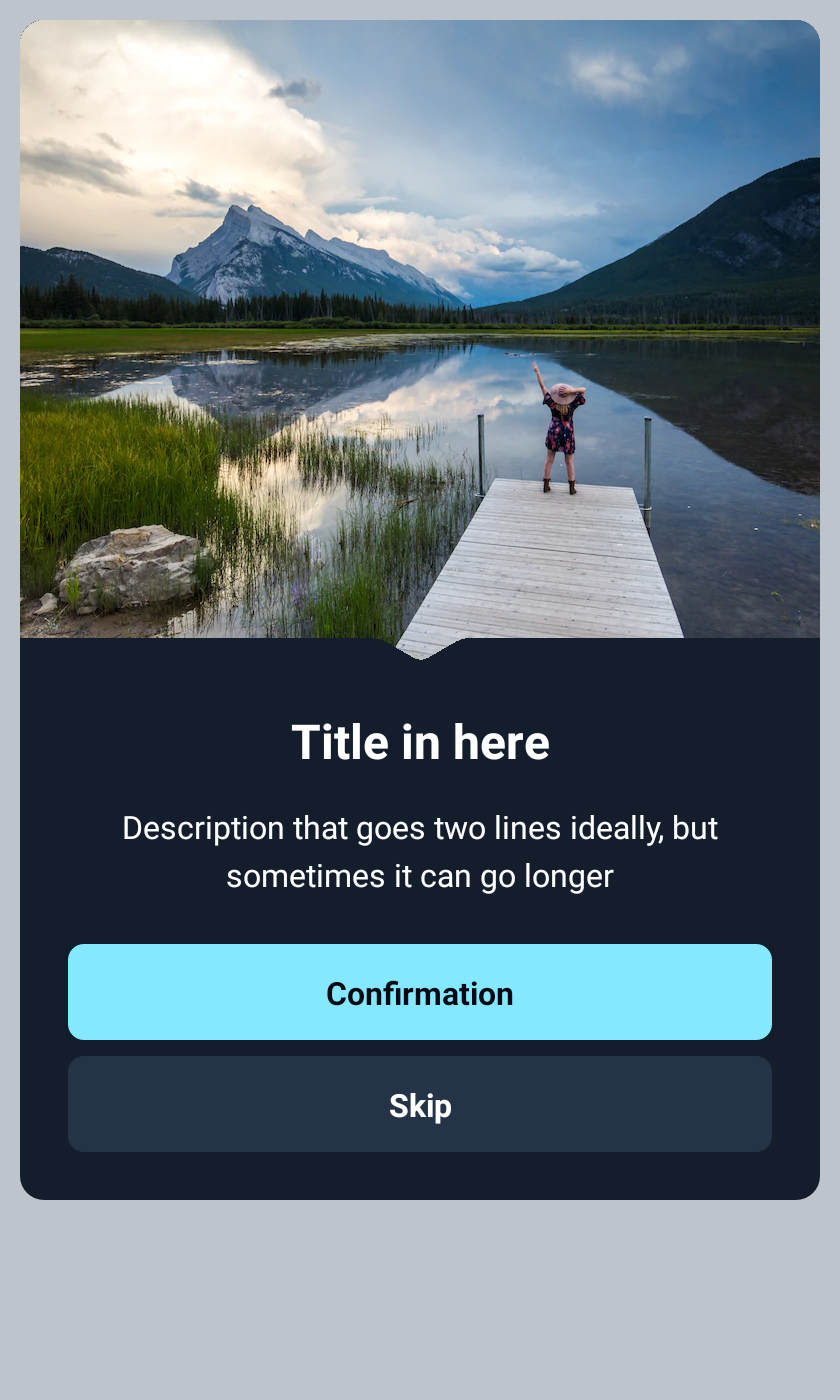 Title in here
Description that goes two lines ideally, but
sometimes it can go longer
Confirmation
Skip